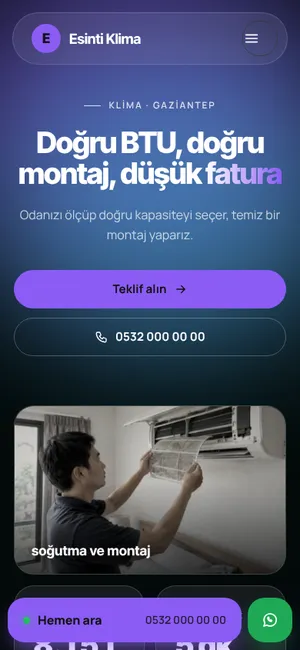 E Esinti Klima
KLİMA · GAZİANTEP
Doğru BTU, doğru
montaj, düşük fatura
Odanızı ölçüp doğru kapasiteyi seçer, temiz bir
montaj yaparız.
Teklif alın →
0532 000 00 00
soğutma ve montaj
Hemen ara 0532 000 00 00